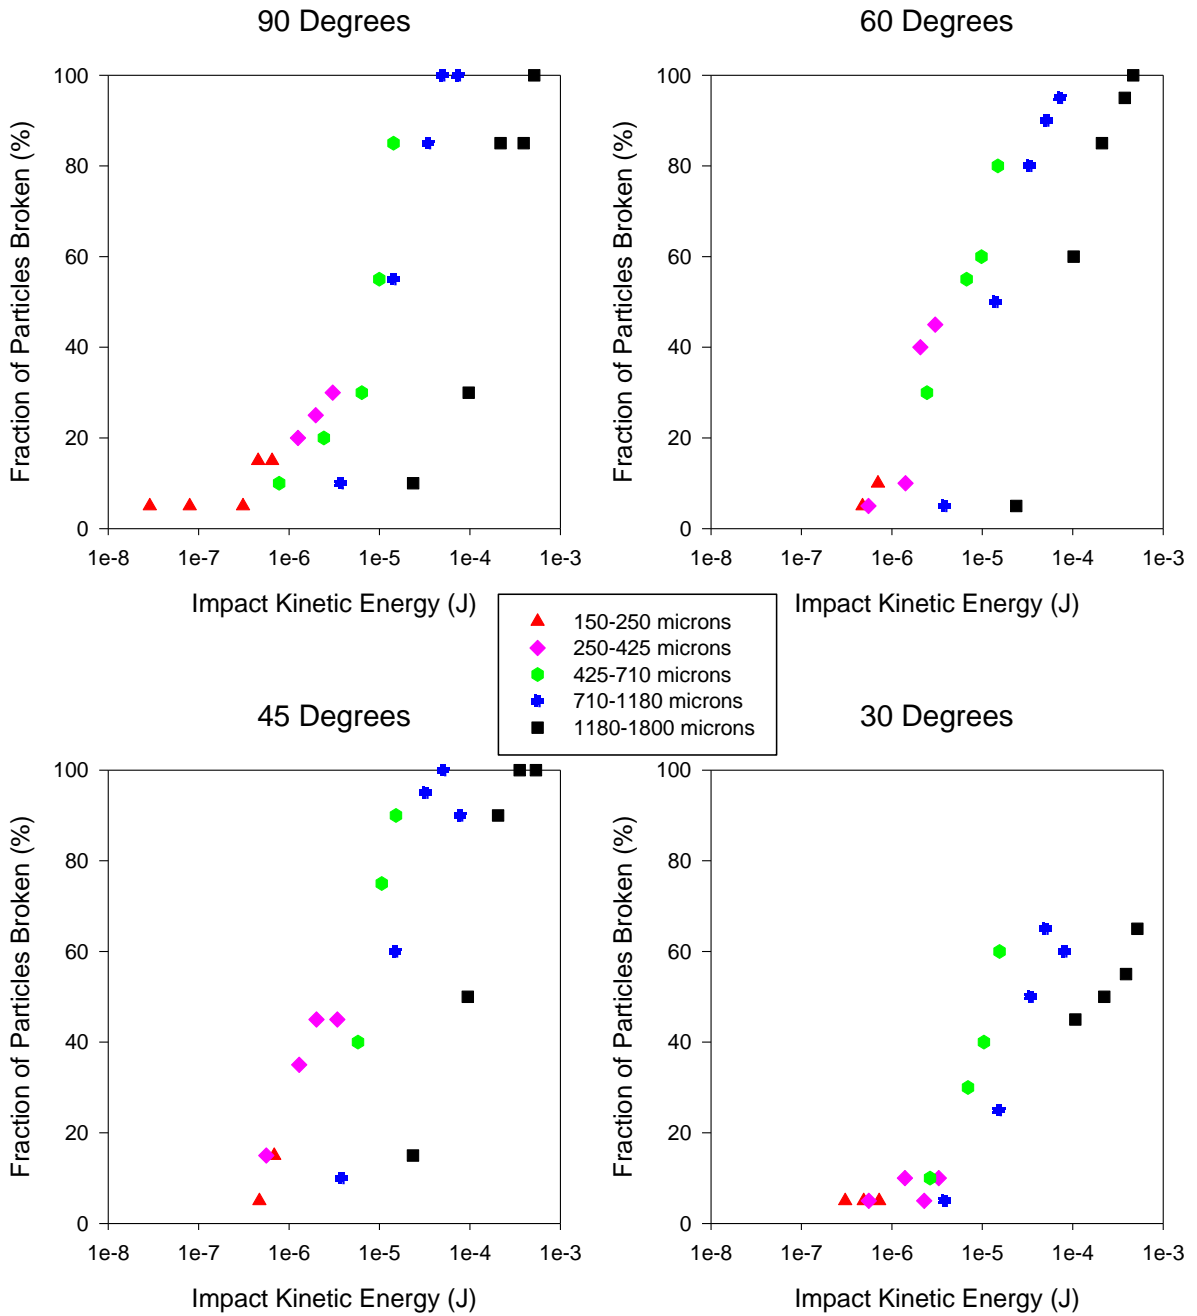 90 Degrees
60 Degrees
Fraction of Particles Broken (%)
100
80
60
40
20
0
1e-8 1e-7 1e-6 1e-5 1e-4 1e-3
Impact Kinetic Energy (J)
Fraction of Particles Broken (%)
100
80
60
40
20
0
1e-8 1e-7 1e-6 1e-5 1e-4 1e-3
Impact Kinetic Energy (J)
150-250 microns
250-425 microns
425-710 microns
710-1180 microns
1180-1800 microns
45 Degrees
30 Degrees
Fraction of Particles Broken (%)
100
80
60
40
20
0
1e-8 1e-7 1e-6 1e-5 1e-4 1e-3
Impact Kinetic Energy (J)
Fraction of Particles Broken (%)
100
80
60
40
20
0
1e-8 1e-7 1e-6 1e-5 1e-4 1e-3
Impact Kinetic Energy (J)